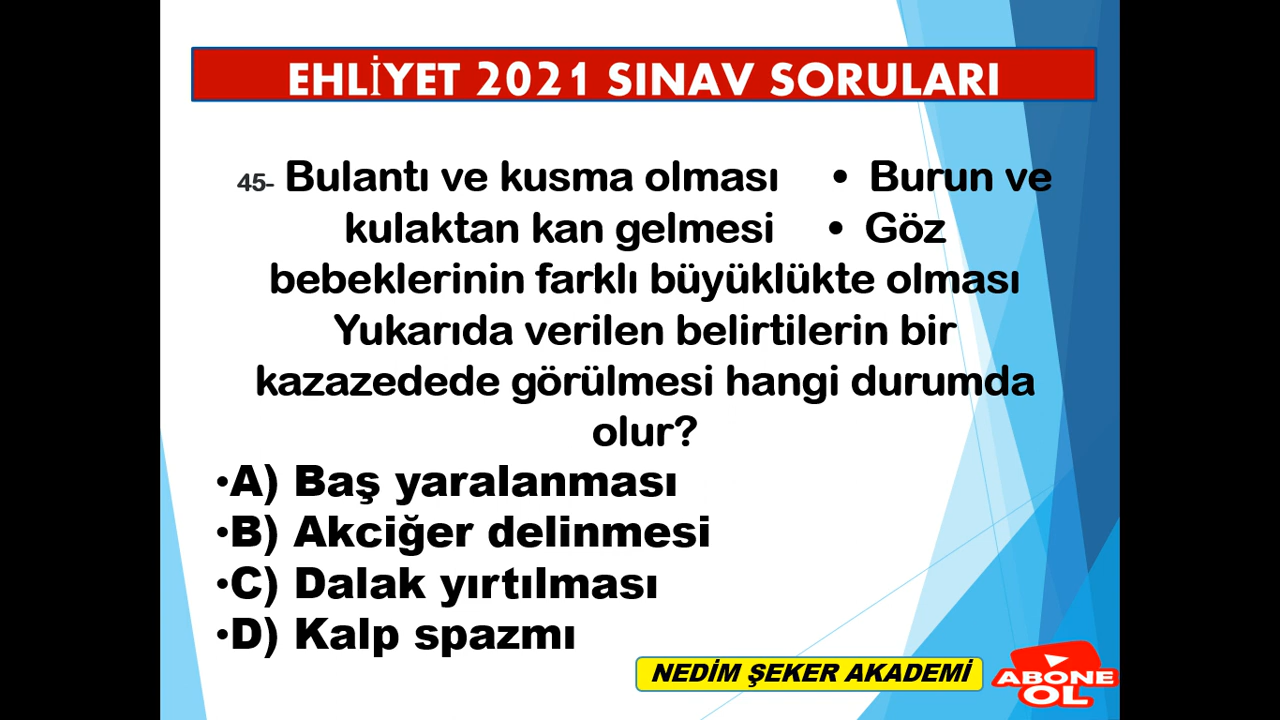 EHLİYET 2021 SINAV SORULARI
45- Bulantı ve kusma olması • Burun ve
kulaktan kan gelmesi • Göz
bebeklerinin farklı büyüklükte olması
Yukarıda verilen belirtilerin bir
kazazedede görülmesi hangi durumda
olur?
•A) Baş yaralanması
•B) Akciğer delinmesi
•C) Dalak yırtılması
•D) Kalp spazmı
NEDİM ŞEKER AKADEMİ
ABONE
OL